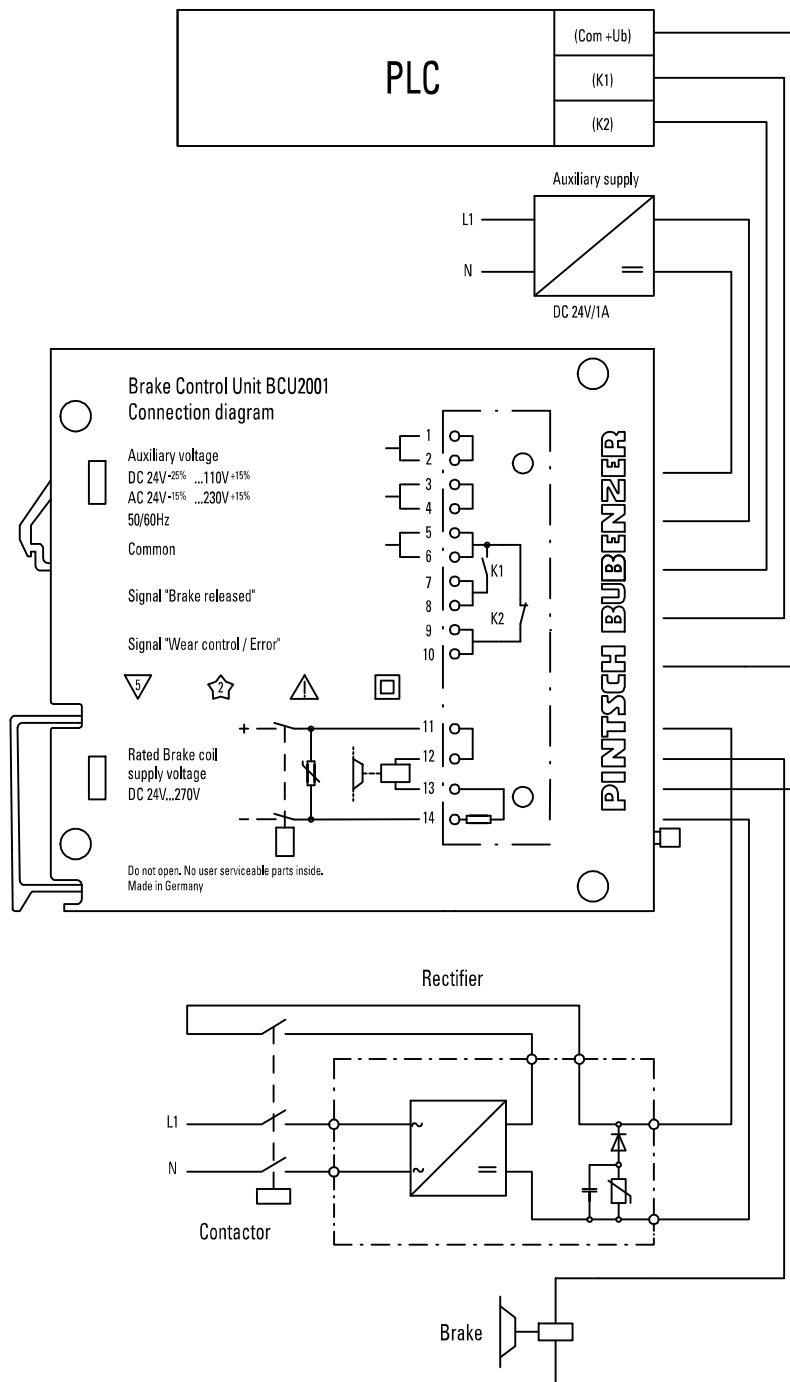 PLC
(Com +Ub)
(K1)
(K2)
Auxiliary supply
L1
N
DC 24V/1A
Brake Control Unit BCU2001
Connection diagram
Auxiliary voltage
DC 24V-25% ...110V+15%
AC 24V-15% ...230V+15%
50/60Hz
Common
Signal "Brake released"
Signal "Wear control / Error"
1
2
3
4
5
6
7
8
9
10
K1
K2
5
2
!
Rated Brake coil
supply voltage
DC 24V...270V
+
-
11
12
13
14
Do not open. No user serviceable parts inside.
Made in Germany
PINTSCH BUBENZER
Rectifier
L1
N
~
~
Contactor
Brake